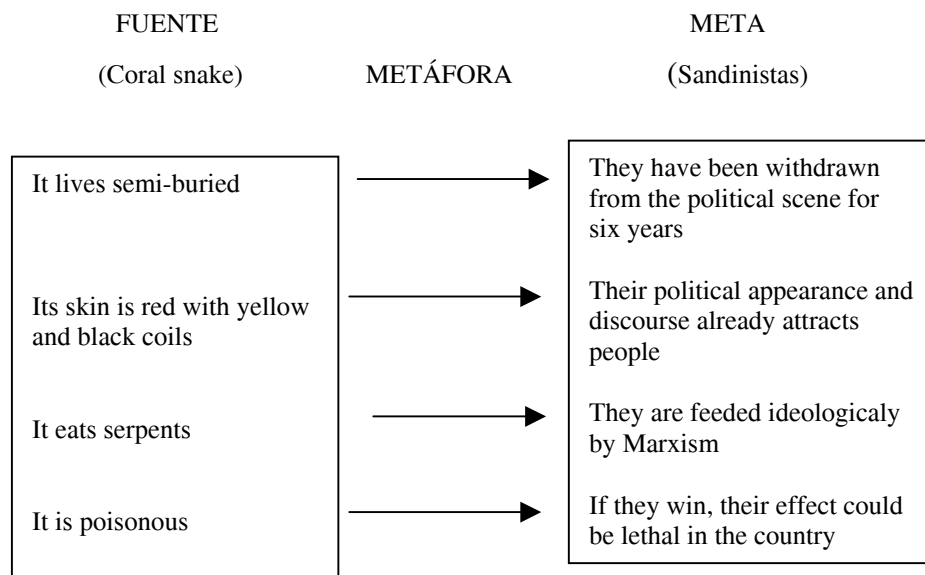 FUENTE
META
(Coral snake)
METÁFORA
(Sandinistas)
It lives semi-buried
They have been withdrawn
from the political scene for
six years
Its skin is red with yellow
and black coils
Their political appearance and
discourse already attracts
people
It eats serpents
They are feeded ideologicaly
by Marxism
It is poisonous
If they win, their effect could
be lethal in the country